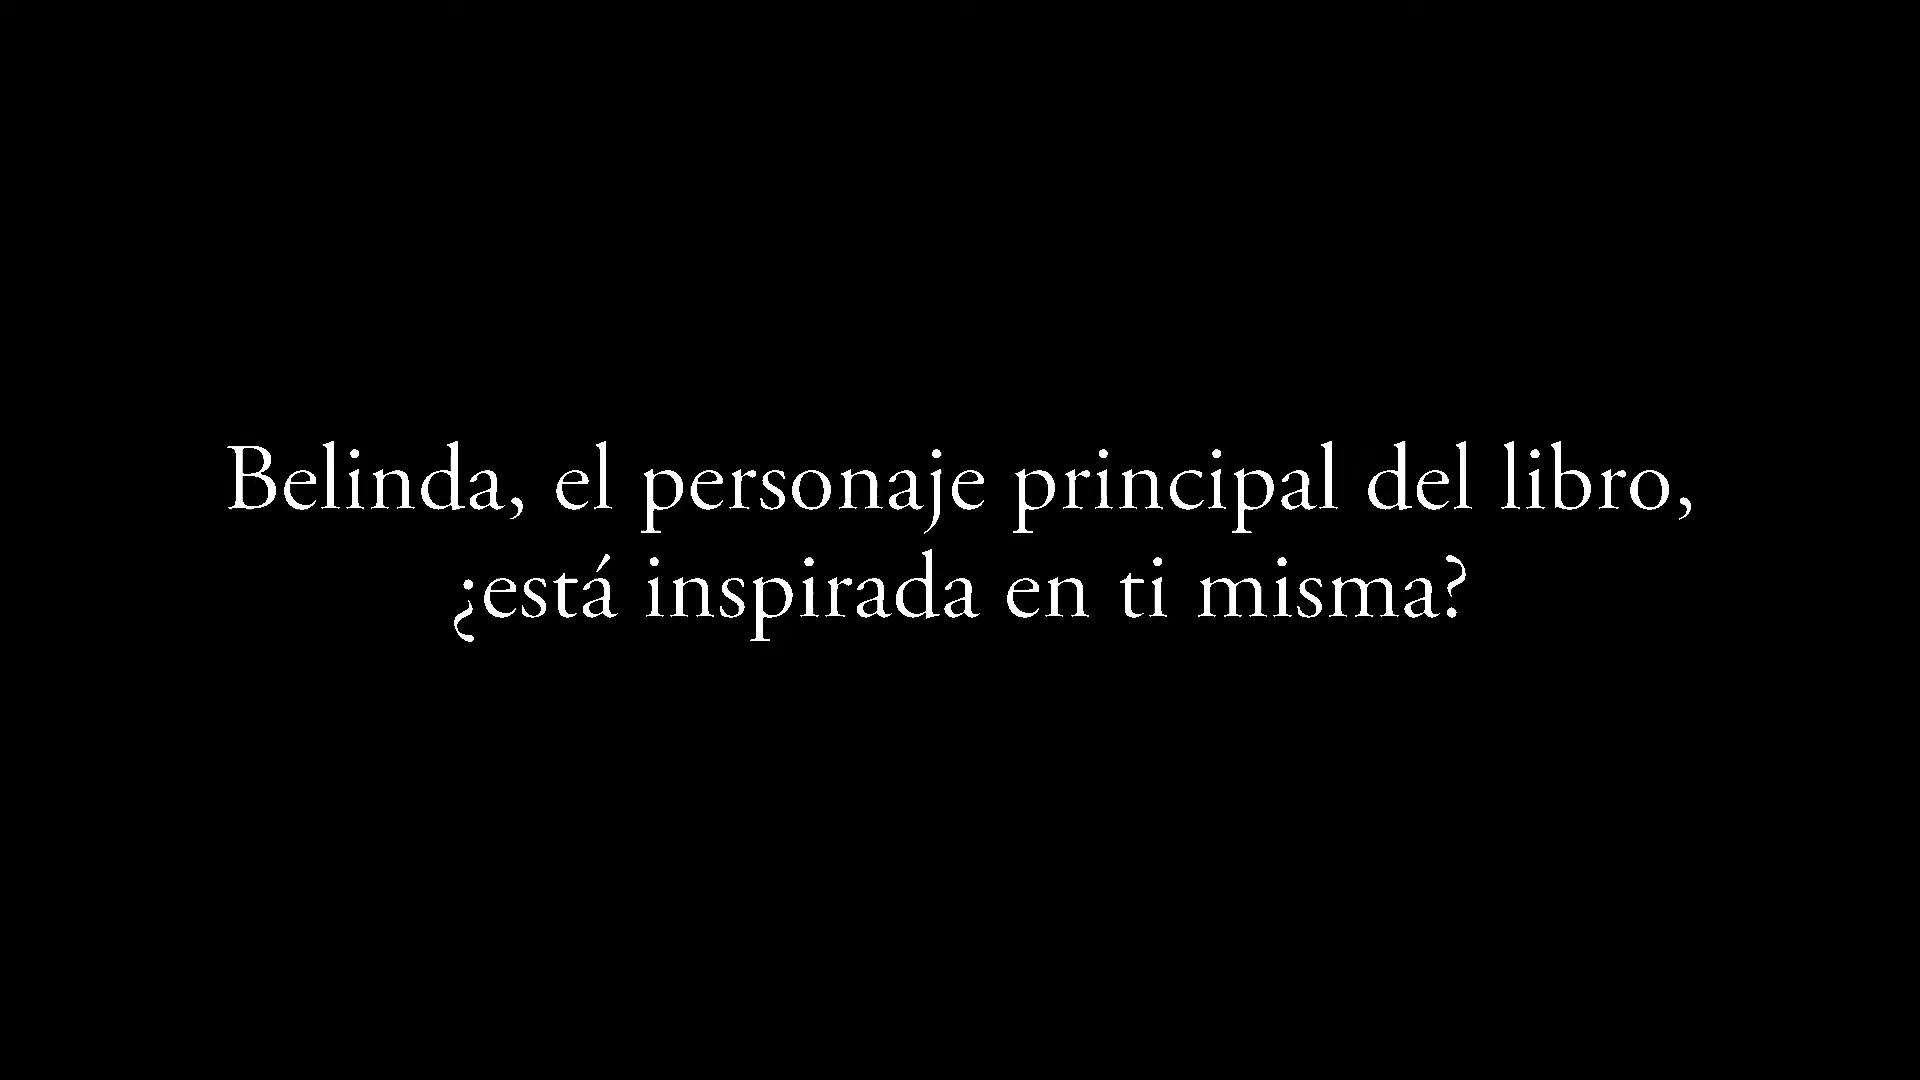 Belinda, el personaje principal del libro,
¿está inspirada en ti misma?